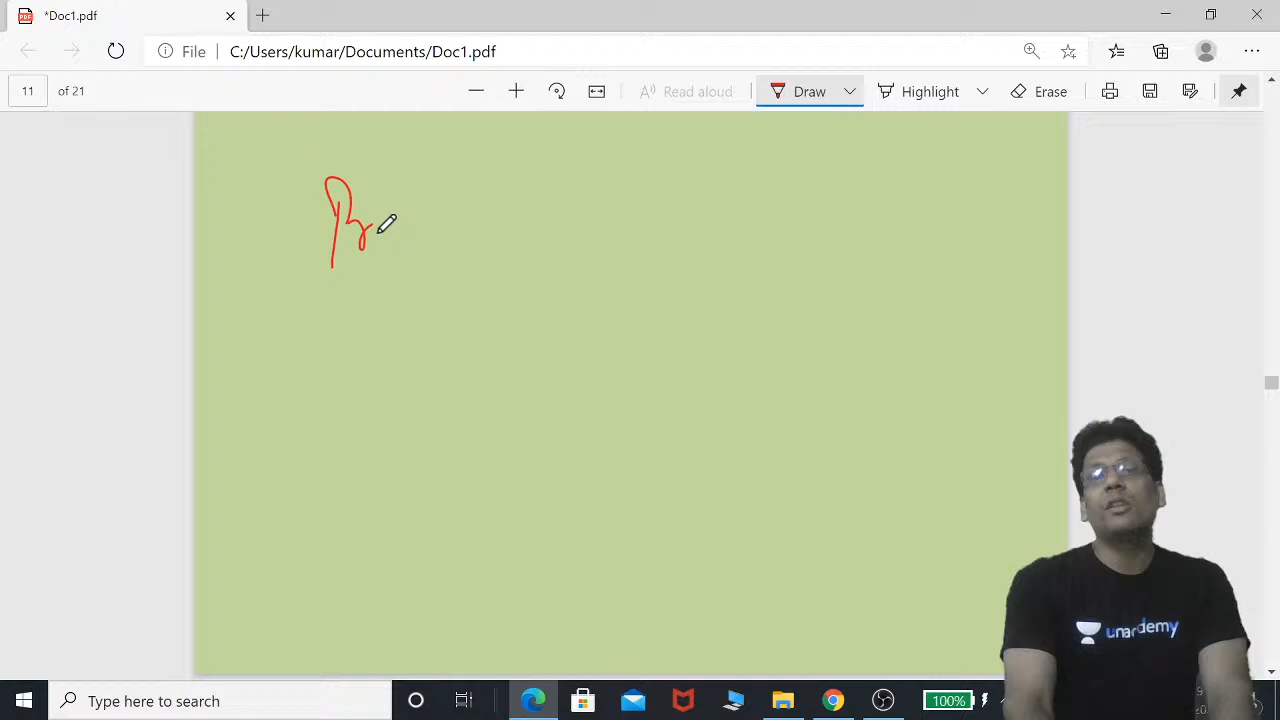 *Doc1.pdf
File C:/Users/kumar/Documents/Doc1.pdf
11 of 21 Read aloud Draw Highlight Erase
unacademy
Type here to search 100%